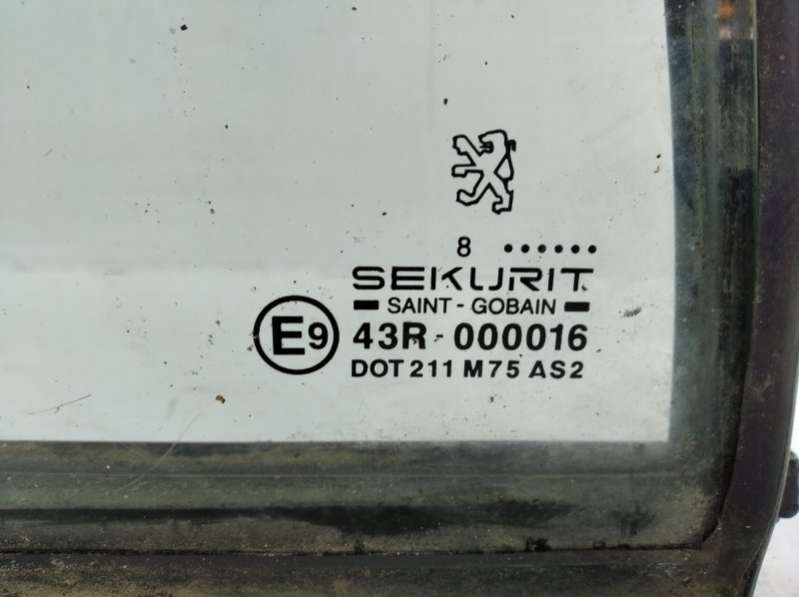 8 ······
SEKURIT
SAINT-GOBAIN
E9 43R-000016
DOT 211 M75 AS2